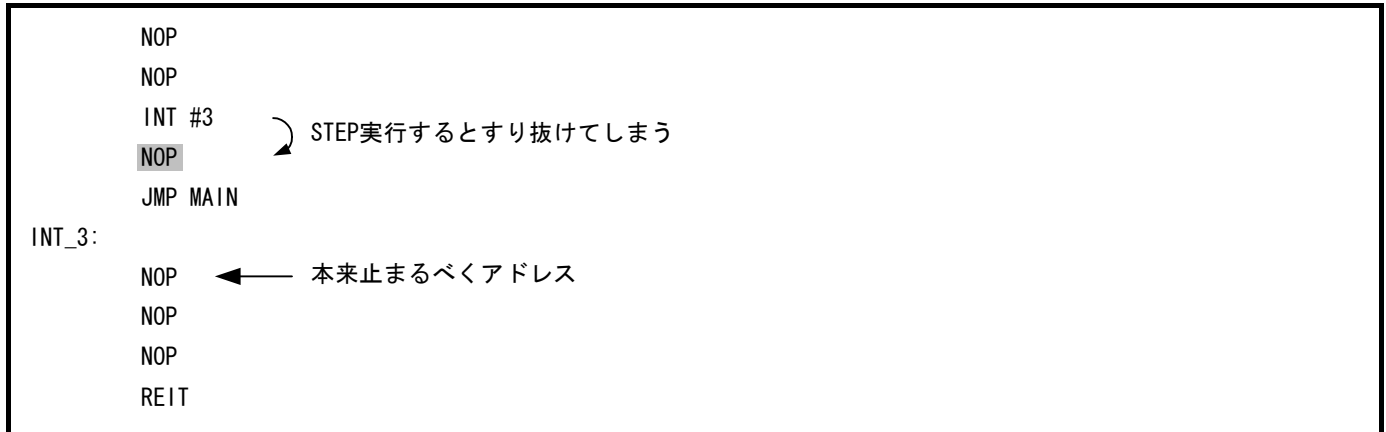 NOP
NOP
INT #3
STEP実行するとすり抜けてしまう
NOP
JMP MAIN
INT_3:
NOP 本来止まるべくアドレス
NOP
NOP
REIT